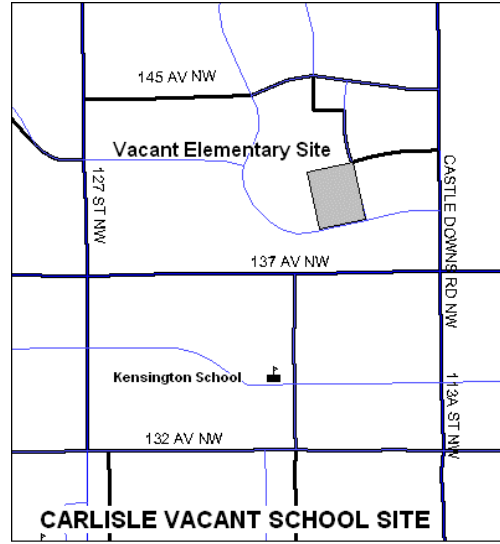 145 AV NW
Vacant Elementary Site
127 ST NW
CASTLE DOWNS RD NW
137 AV NW
Kensington School
113A ST NW
132 AV NW
CARLISLE VACANT SCHOOL SITE